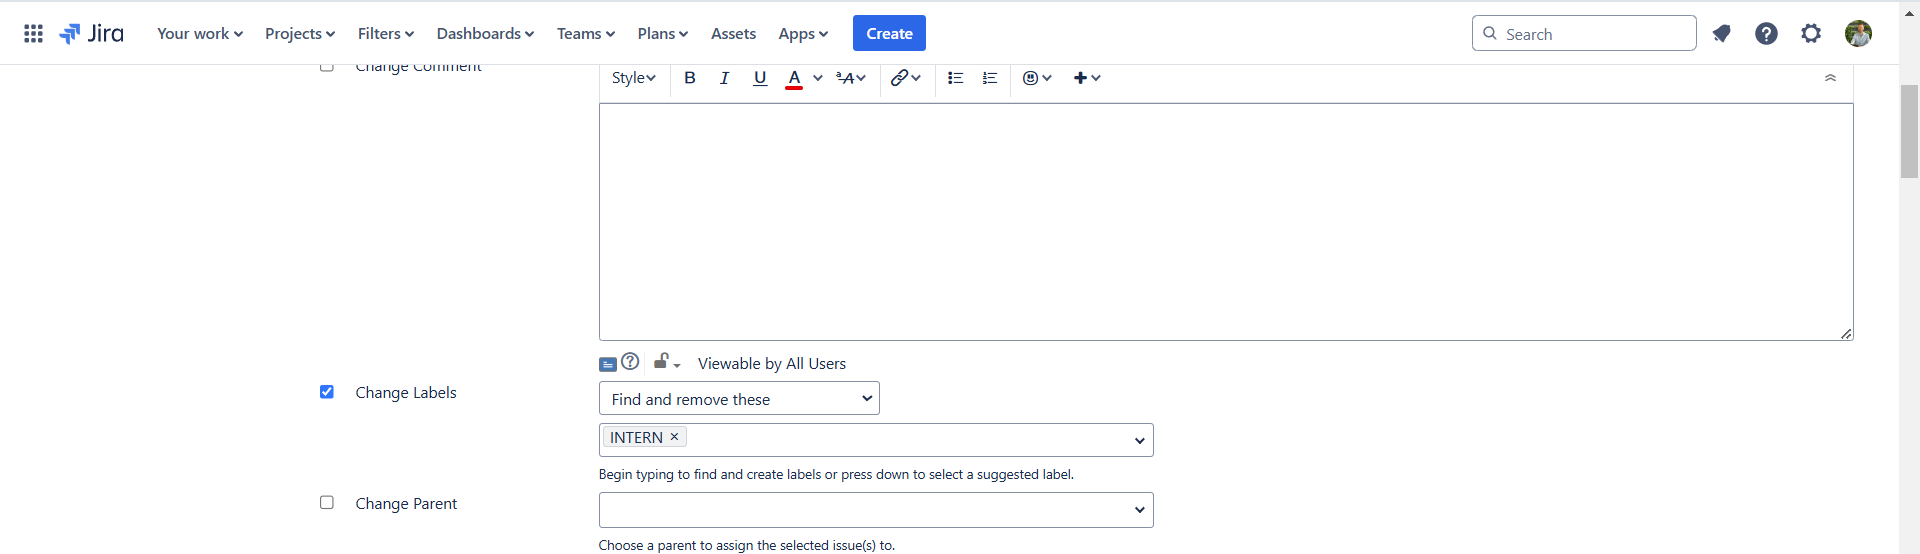 Jira Your work Projects Filters Dashboards Teams Plans Assets Apps Create Search
Change Comment Style B I U A ªA
Viewable by All Users
Change Labels Find and remove these
INTERN ×
Begin typing to find and create labels or press down to select a suggested label.
Change Parent
Choose a parent to assign the selected issue(s) to.